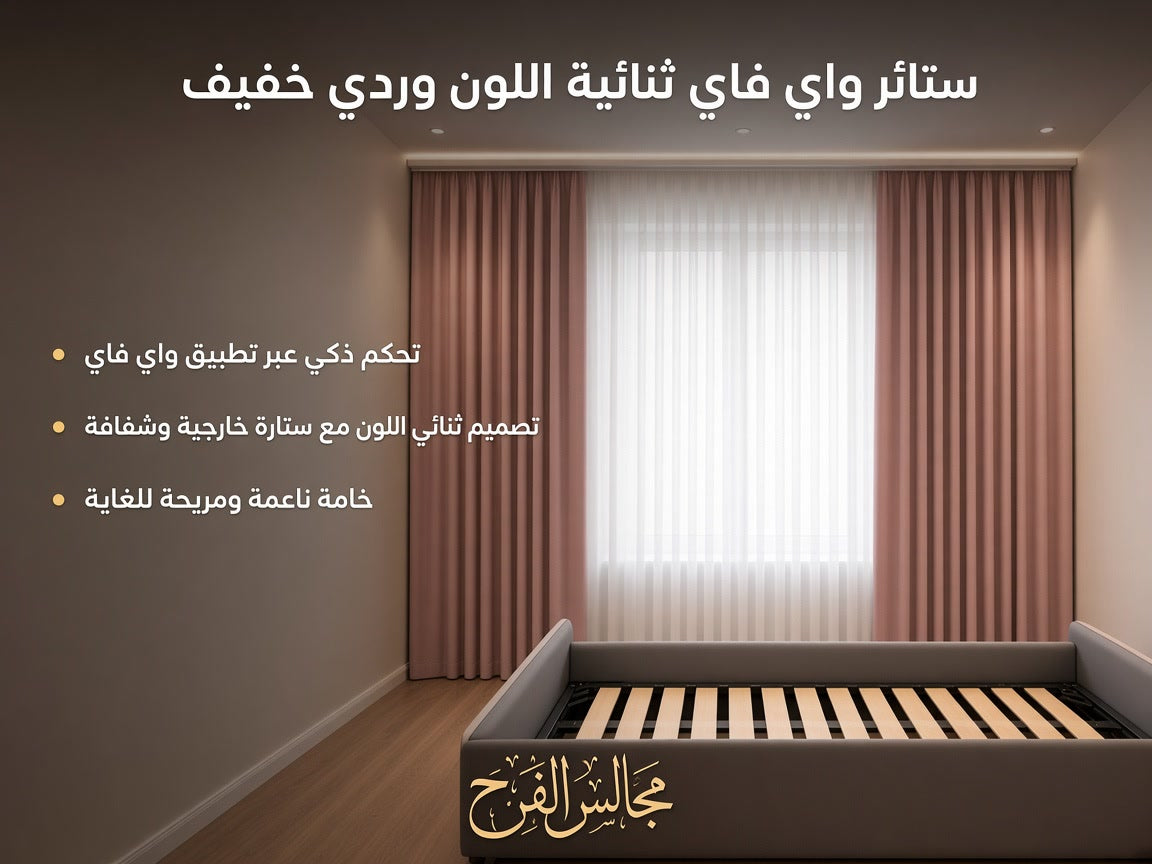 ستائر واي فاي ثنائية اللون وردي خفيف
تحكم ذكي عبر تطبيق واي فاي
تصميم ثنائي اللون مع ستارة خارجية وشفافة
خامة ناعمة ومريحة للغاية
مجالس الفرح